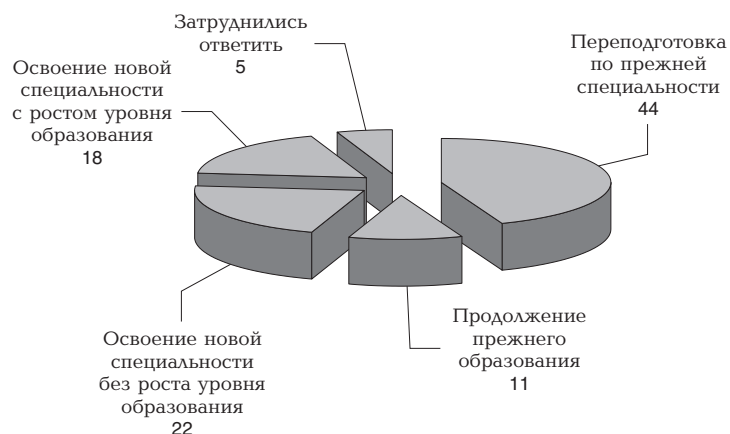 Затруднились
ответить
5
Переподготовка
по прежней
специальности
44
Освоение новой
специальности
с ростом уровня
образования
18
Освоение новой
специальности
без роста уровня
образования
22
Продолжение
прежнего
образования
11